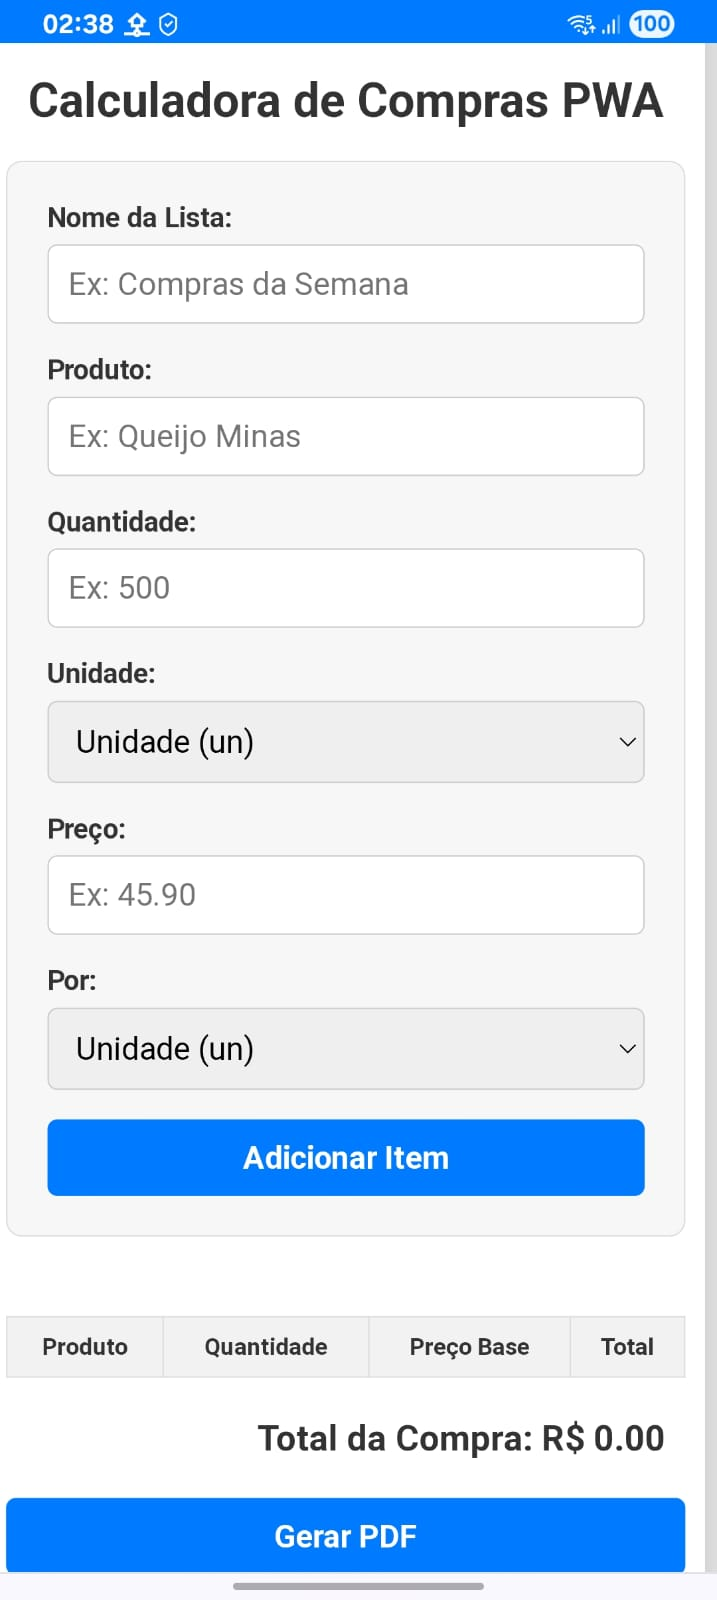 02:38
5
100
Calculadora de Compras PWA
Nome da Lista:
Ex: Compras da Semana
Produto:
Ex: Queijo Minas
Quantidade:
Ex: 500
Unidade:
Unidade (un)
Preço:
Ex: 45.90
Por:
Unidade (un)
Adicionar Item
Produto Quantidade Preço Base Total
Total da Compra: R$ 0.00
Gerar PDF